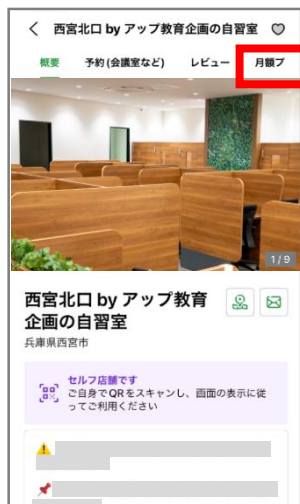 西宮北口 by アップ教育企画の自習室
概要 予約(会議室など) レビュー 月額プ
1/9
西宮北口 by アップ教育
企画の自習室
兵庫県西宮市
セルフ店舗です
ご自身でQRをスキャンし、画面の表示に従
ってご利用ください